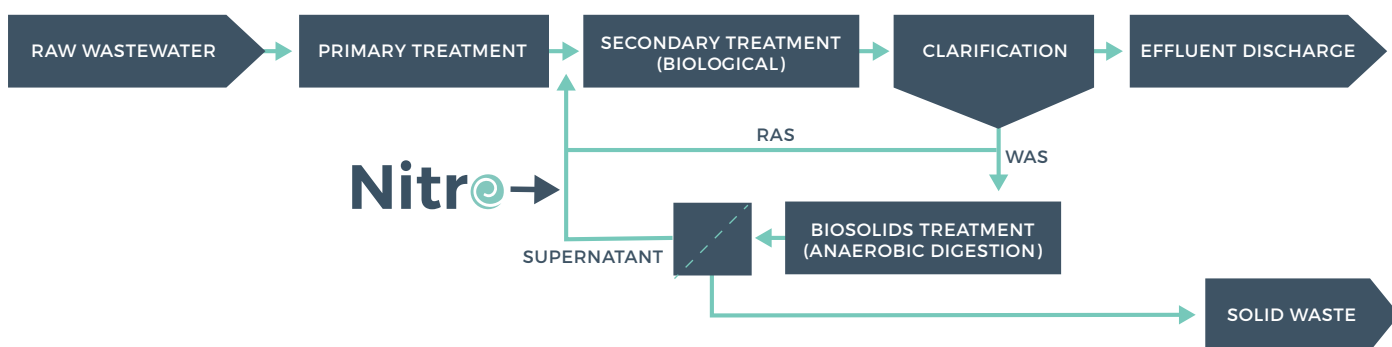 RAW WASTEWATER
PRIMARY TREATMENT
SECONDARY TREATMENT
(BIOLOGICAL)
CLARIFICATION
EFFLUENT DISCHARGE
RAS
WAS
Nitro
BIOSOLIDS TREATMENT
(ANAEROBIC DIGESTION)
SUPERNATANT
SOLID WASTE